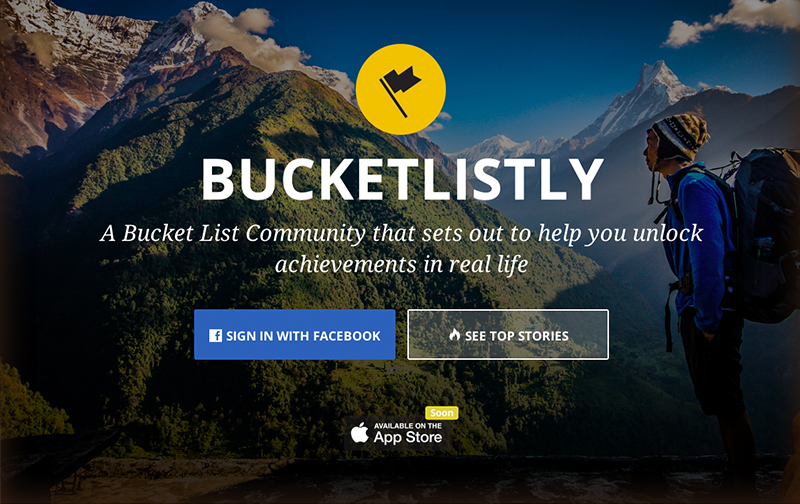 BUCKETLISTLY
A Bucket List Community that sets out to help you unlock
achievements in real life
SIGN IN WITH FACEBOOK
SEE TOP STORIES
Soon
AVAILABLE ON THE
App Store